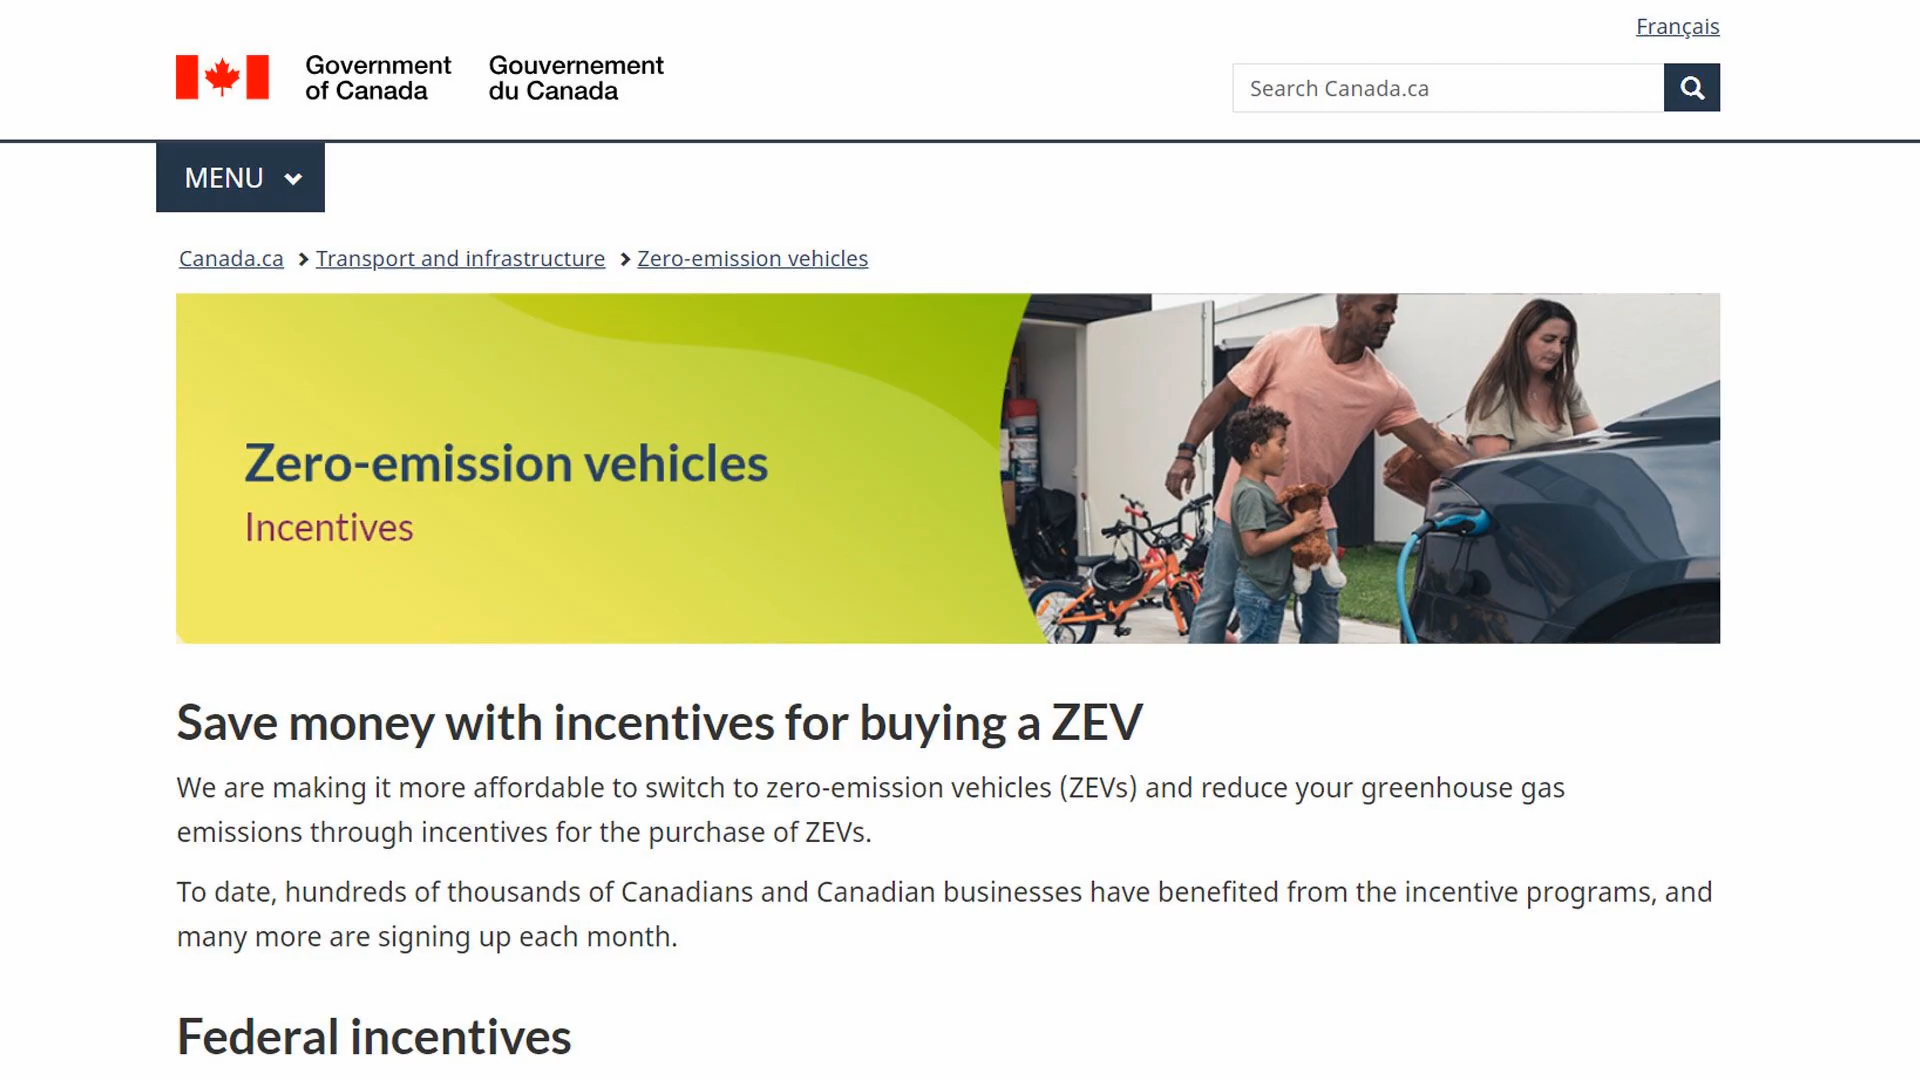 Français
Government
of Canada
Gouvernement
du Canada
Search Canada.ca
MENU
Canada.ca > Transport and infrastructure > Zero-emission vehicles
Zero-emission vehicles
Incentives
Save money with incentives for buying a ZEV
We are making it more affordable to switch to zero-emission vehicles (ZEVs) and reduce your greenhouse gas
emissions through incentives for the purchase of ZEVs.
To date, hundreds of thousands of Canadians and Canadian businesses have benefited from the incentive programs, and
many more are signing up each month.
Federal incentives